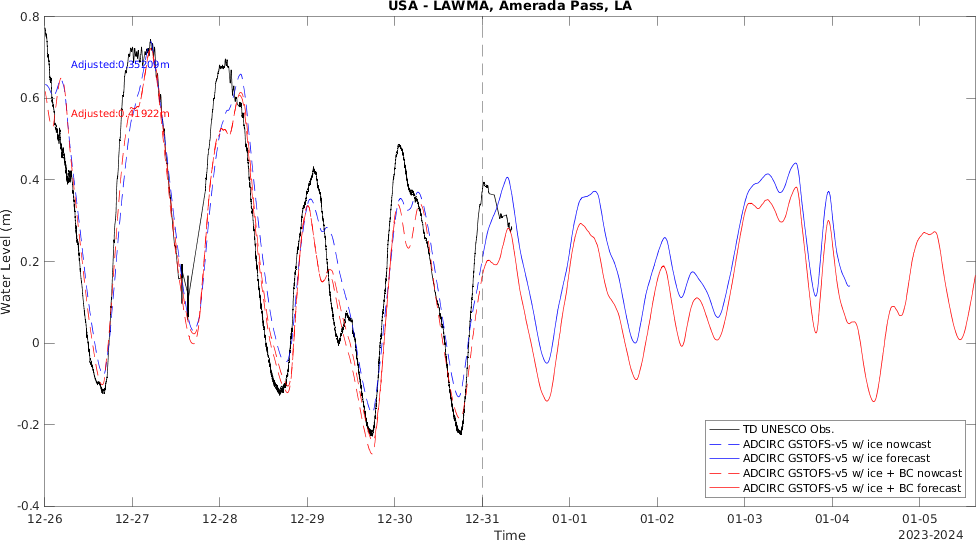 USA - LAWMA, Amerada Pass, LA
0.8
0.6
0.4
0.2
0
-0.2
-0.4
Water Level (m)
Adjusted:0.35209m
Adjusted:0.41922m
TD UNESCO Obs.
ADCIRC GSTOFS-v5 w/ ice nowcast
ADCIRC GSTOFS-v5 w/ ice forecast
ADCIRC GSTOFS-v5 w/ ice + BC nowcast
ADCIRC GSTOFS-v5 w/ ice + BC forecast
12-26 12-27 12-28 12-29 12-30 12-31 01-01 01-02 01-03 01-04 01-05
Time
2023-2024